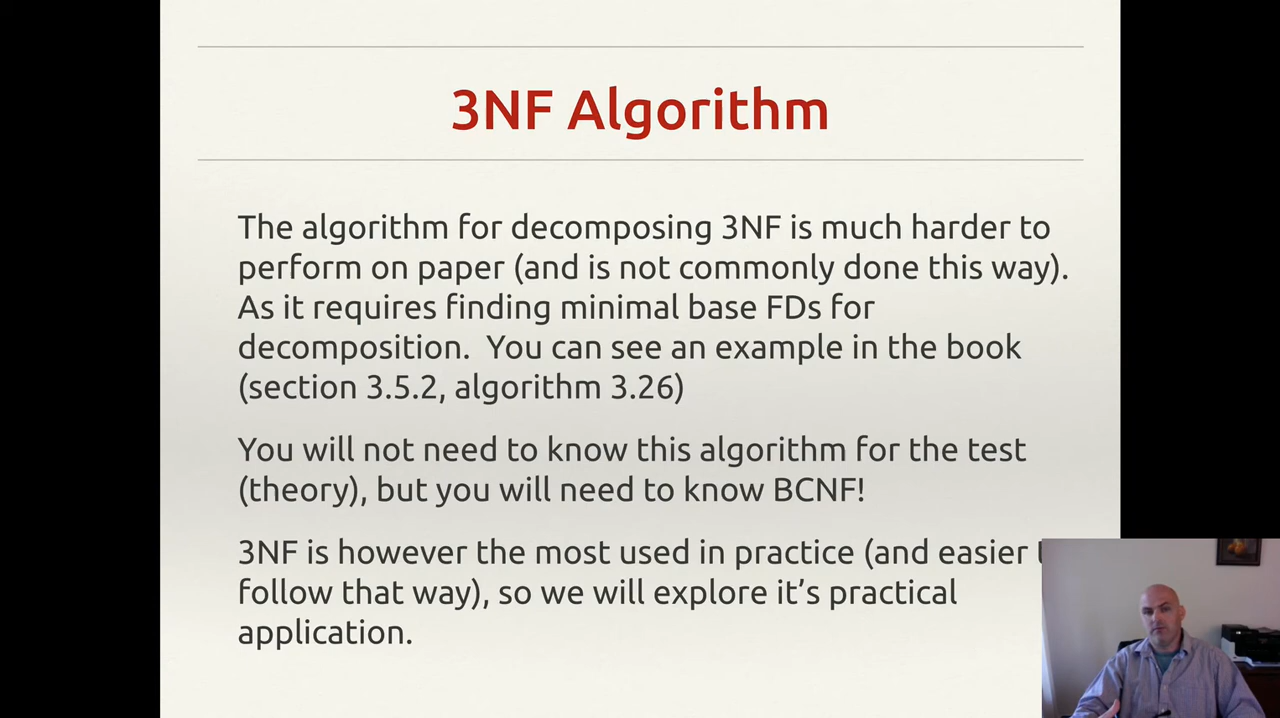 3NF Algorithm
The algorithm for decomposing 3NF is much harder to
perform on paper (and is not commonly done this way).
As it requires finding minimal base FDs for
decomposition. You can see an example in the book
(section 3.5.2, algorithm 3.26)
You will not need to know this algorithm for the test
(theory), but you will need to know BCNF!
3NF is however the most used in practice (and easier
follow that way), so we will explore it's practical
application.